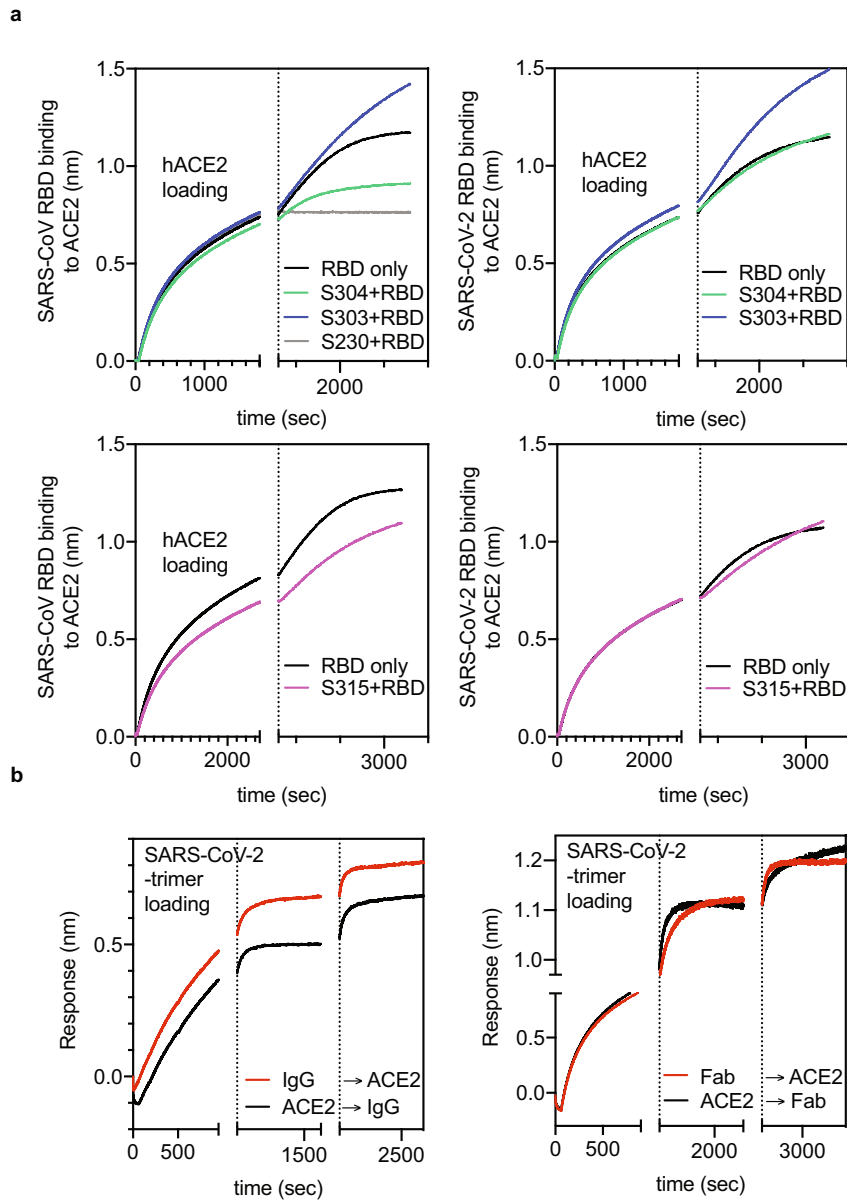 a
SARS-CoV RBD binding
to ACE2 (nm)
1.5
1.0
0.5
0.0
hACE2
loading
RBD only
S304+RBD
S303+RBD
S230+RBD
0 1000 2000
time (sec)
SARS-CoV-2 RBD binding
to ACE2 (nm)
1.5
1.0
0.5
0.0
hACE2
loading
RBD only
S304+RBD
S303+RBD
0 1000 2000
time (sec)
SARS-CoV RBD binding
to ACE2 (nm)
1.5
1.0
0.5
0.0
hACE2
loading
RBD only
S315+RBD
0 2000 3000
time (sec)
SARS-CoV-2 RBD binding
to ACE2 (nm)
1.5
1.0
0.5
0.0
RBD only
S315+RBD
0 2000 3000
time (sec)
b
Response (nm)
0.5
0.0
SARS-CoV-2
-trimer
loading
IgG → ACE2
ACE2 → IgG
0 500 1500 2500
time (sec)
Response (nm)
1.2
1.1
1.0
0.5
0.0
SARS-CoV-2
-trimer
loading
Fab → ACE2
ACE2 → Fab
0 500 2000 3000
time (sec)